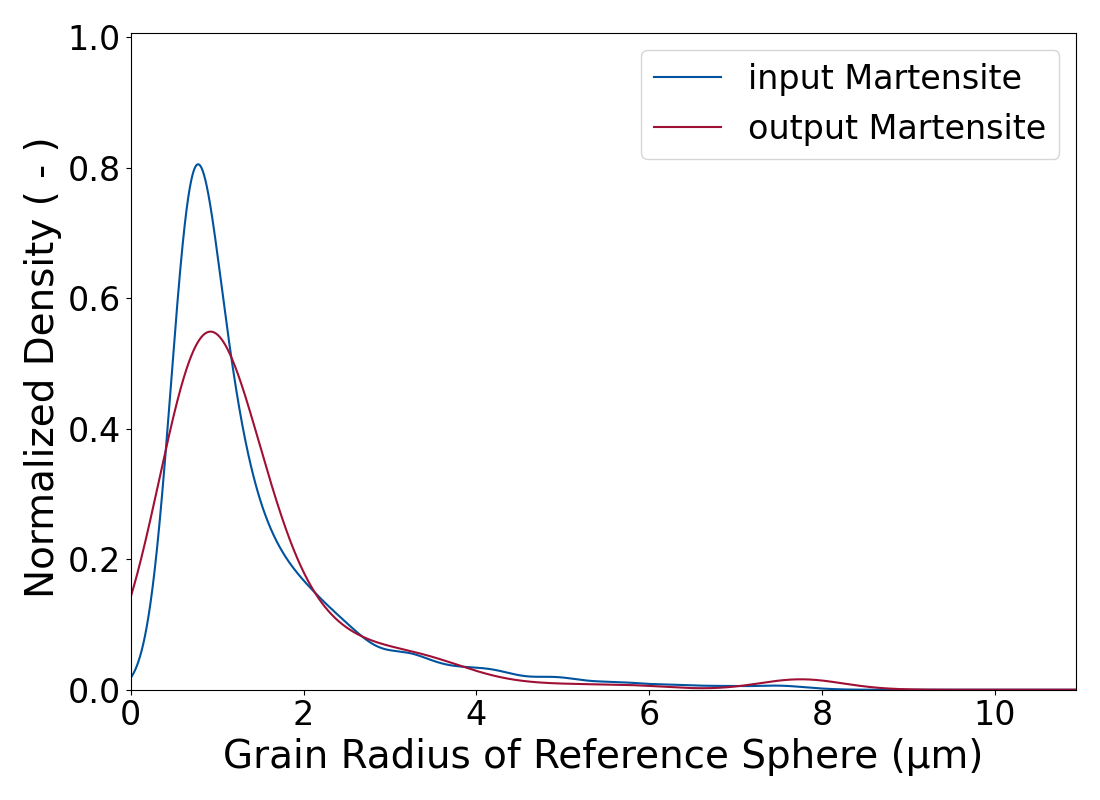 1.0
0.8
0.6
0.4
0.2
0.0
Normalized Density ( - )
input Martensite
output Martensite
0 2 4 6 8 10
Grain Radius of Reference Sphere (µm)